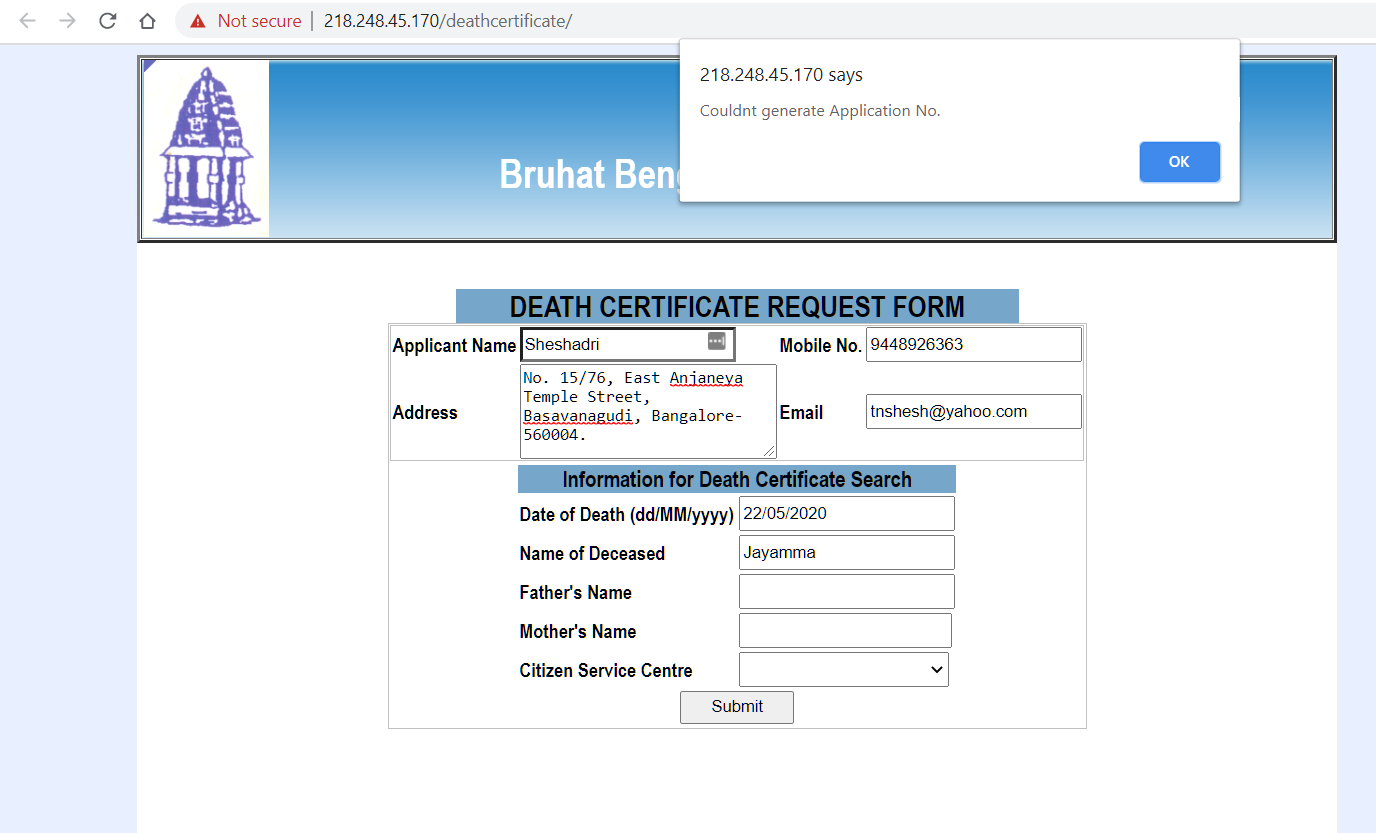 Not secure | 218.248.45.170/deathcertificate/
218.248.45.170 says
Couldnt generate Application No.
OK
Bruhat Beng
DEATH CERTIFICATE REQUEST FORM
Applicant Name Sheshadri Mobile No. 9448926363
Address No. 15/76, East Anjaneya
Temple Street,
Basavanagudi, Bangalore-
560004.
Email tnshesh@yahoo.com
Information for Death Certificate Search
Date of Death (dd/MM/yyyy) 22/05/2020
Name of Deceased Jayamma
Father's Name
Mother's Name
Citizen Service Centre
Submit